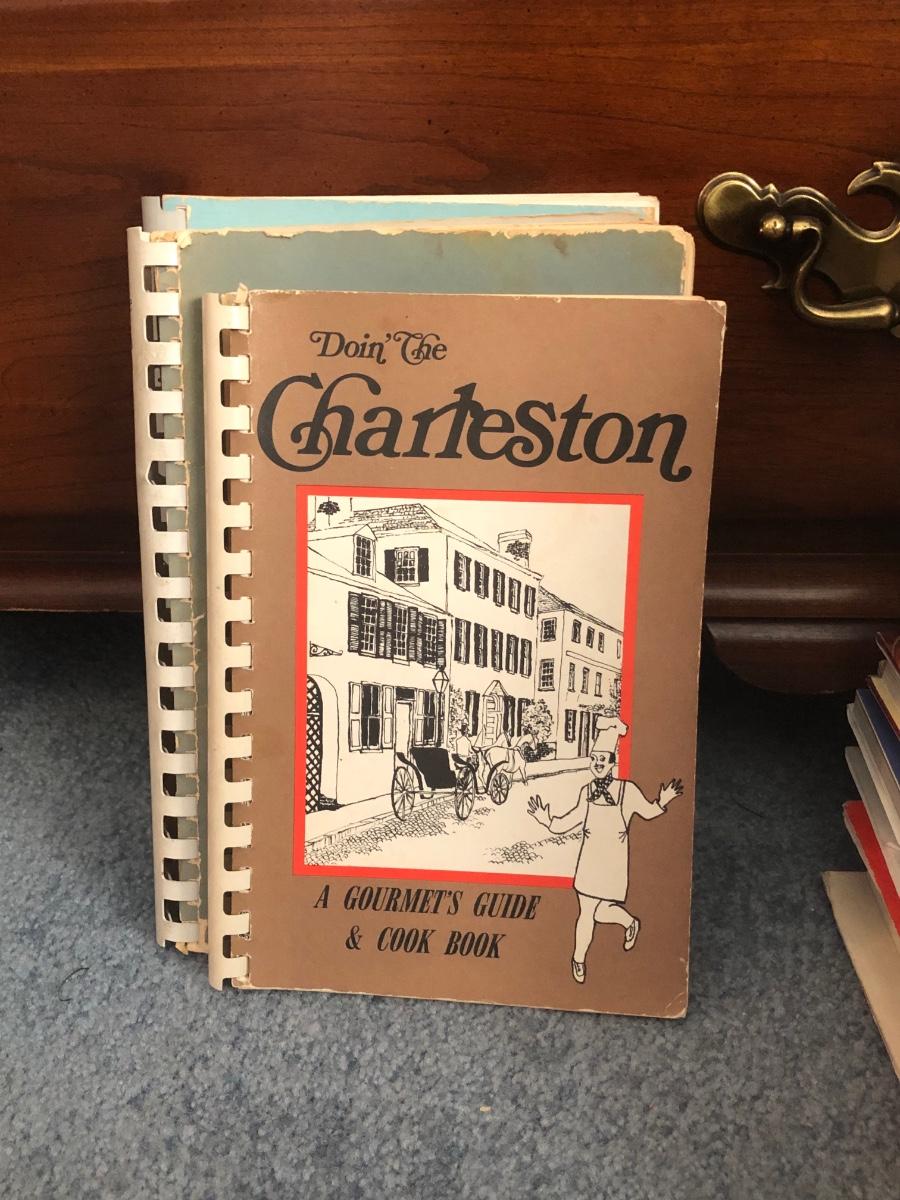 Doin' The
Charleston
A GOURMET'S GUIDE
& COOK BOOK